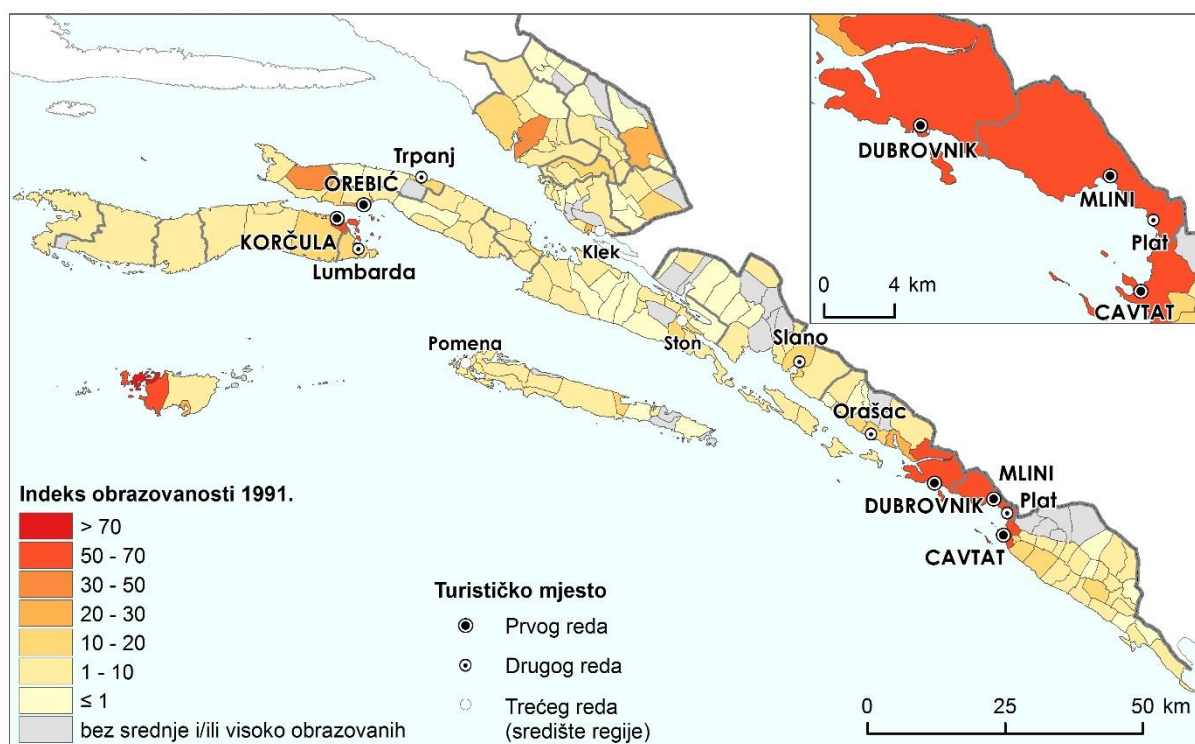 DUBROVNIK
MLINI
Plat
CAVTAT
0 4 km
Trpanj
OREBIĆ
KORČULA
Lumbarda
Klek
Pomena
Ston
Slano
Orašac
MLINI
DUBROVNIK
Plat
CAVTAT
Indeks obrazovanosti 1991.
> 70
50 - 70
30 - 50
20 - 30
10 - 20
1 - 10
≤ 1
bez srednje i/ili visoko obrazovanih
Turističko mjesto
Prvog reda
Drugog reda
Trećeg reda
(središte regije)
0 25 50 km